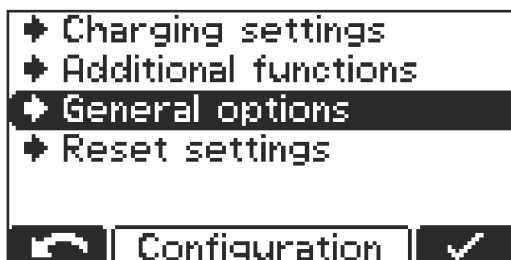 Charging settings
Additional functions
General options
Reset settings
Configuration